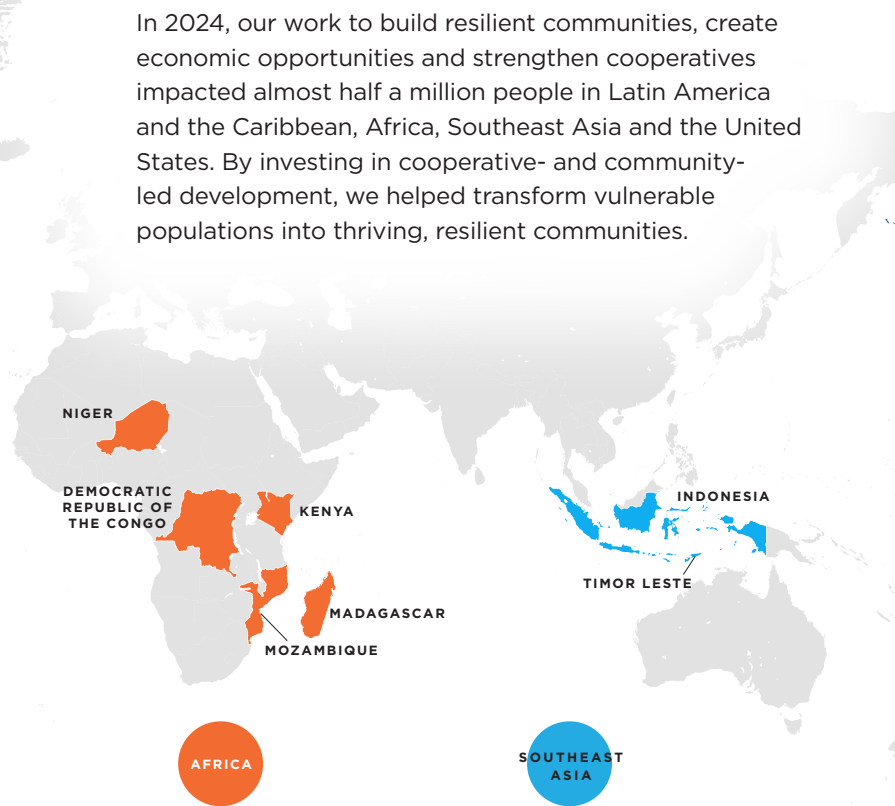 In 2024, our work to build resilient communities, create
economic opportunities and strengthen cooperatives
impacted almost half a million people in Latin America
and the Caribbean, Africa, Southeast Asia and the United
States. By investing in cooperative- and community-
led development, we helped transform vulnerable
populations into thriving, resilient communities.
NIGER
DEMOCRATIC
REPUBLIC OF
THE CONGO
KENYA
INDONESIA
TIMOR LESTE
MADAGASCAR
MOZAMBIQUE
AFRICA
SOUTHEAST
ASIA